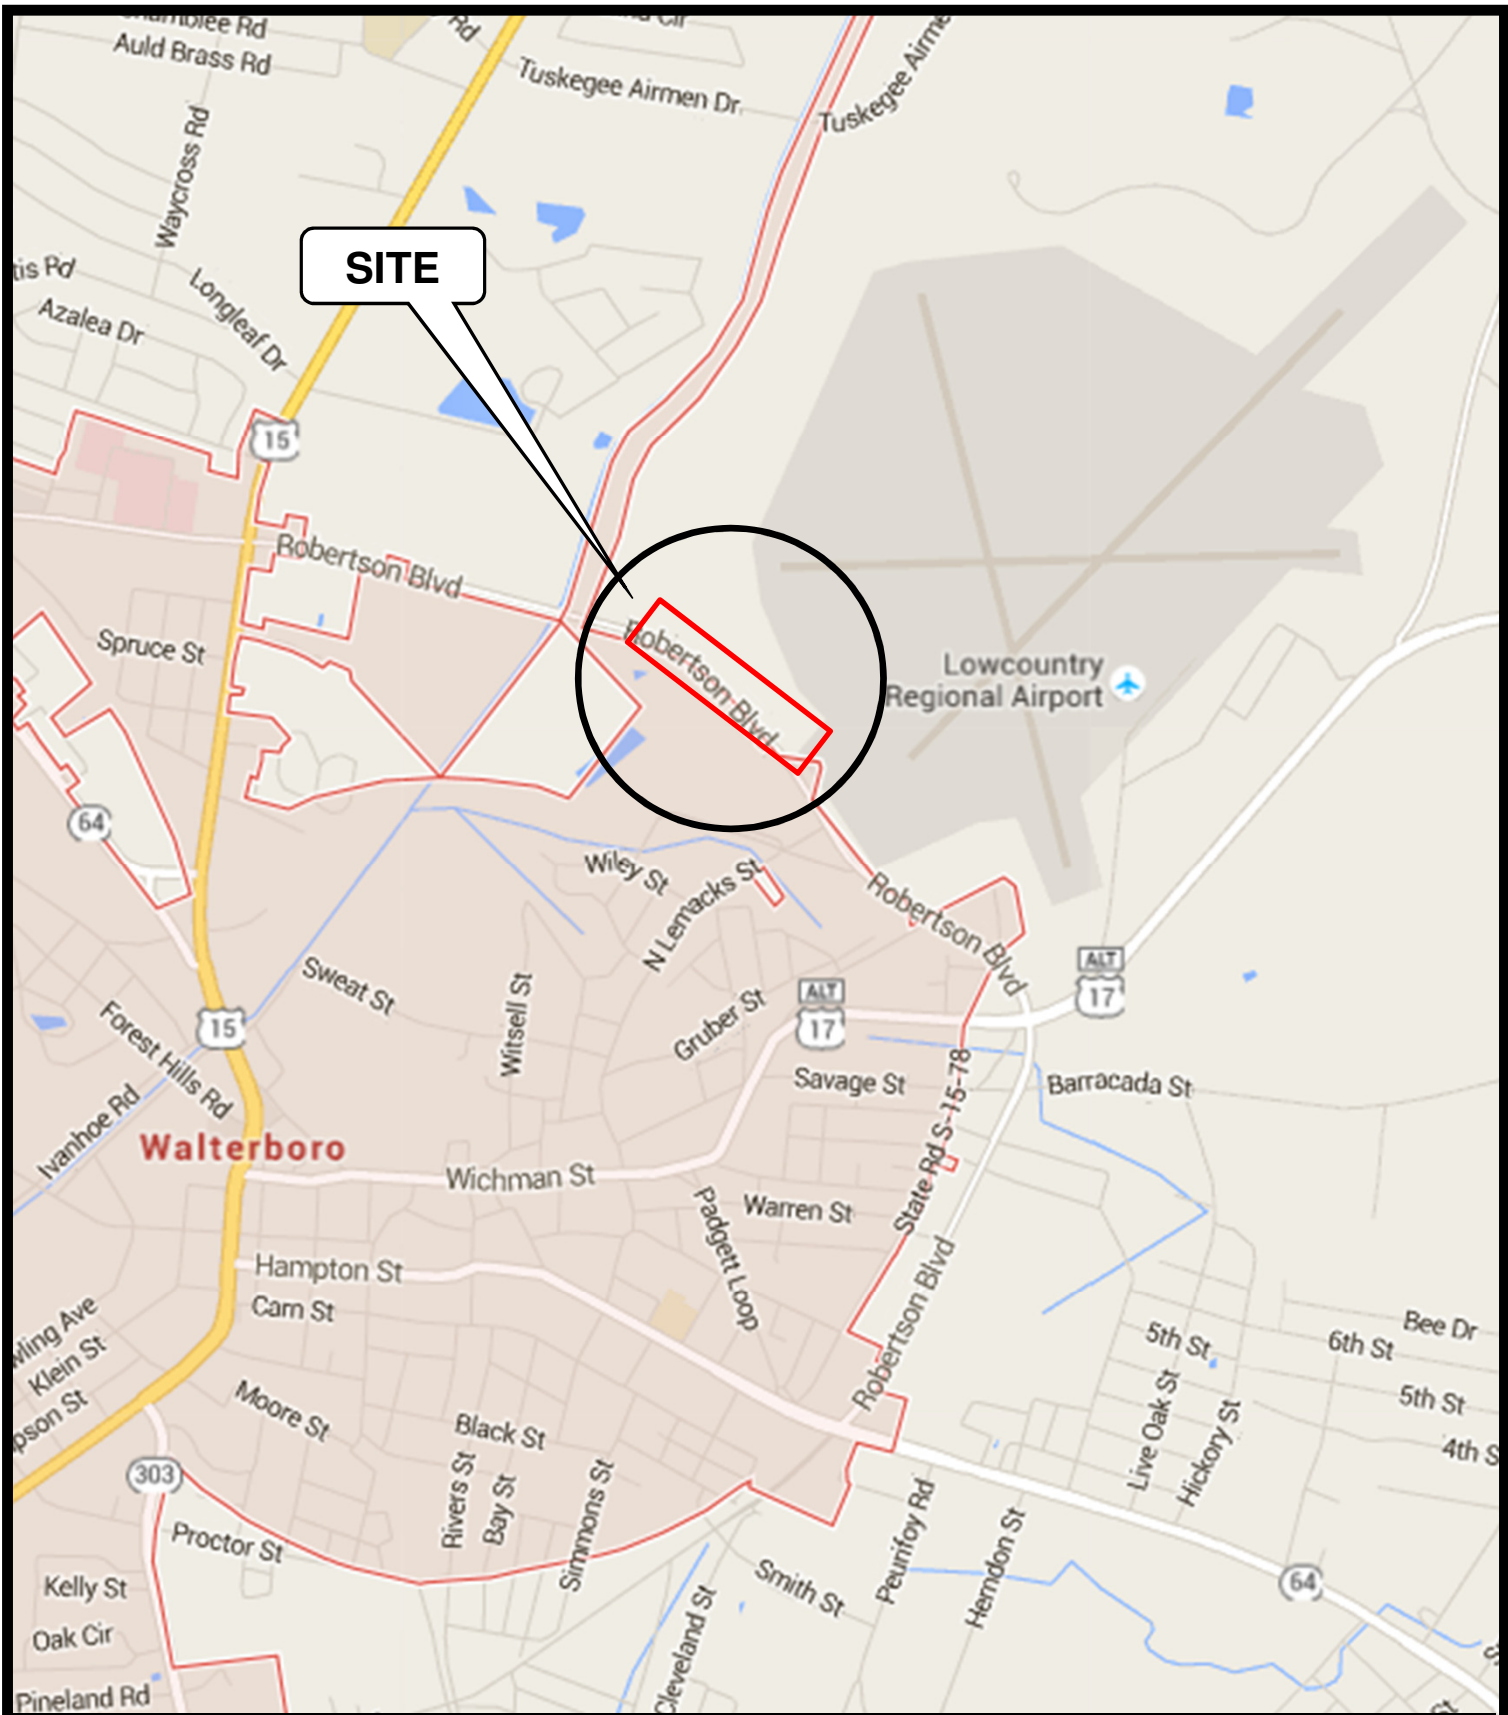 Rd
Auld Brass Rd
Tuskegee Airmen Dr
Waycross Rd
SITE
Longleaf Dr
Azalea Dr
15
Robertson Blvd
Spruce St
Robertson Blvd
Lowcountry
Regional Airport
64
Wiley St
N Lemacks St
Robertson Blvd
ALT
17
Sweat St
Witsell St
Gruber St
ALT
17
15
Forest Hills Rd
Ivanhoe Rd
Savage St
State Rd S-15-78
Barracada St
Walterboro
Wichman St
Warren St
Padgett Loop
Hampton St
Carn St
Robertson Blvd
Klein St
Bee Dr
5th St
6th St
5th St
Live Oak St
Hickory St
Moore St
Black St
303
Rivers St
Bay St
Simmons St
Proctor St
Peurifoy Rd
Herndon St
Smith St
64
Kelly St
Oak Cir
Cleveland St
Pineland Rd